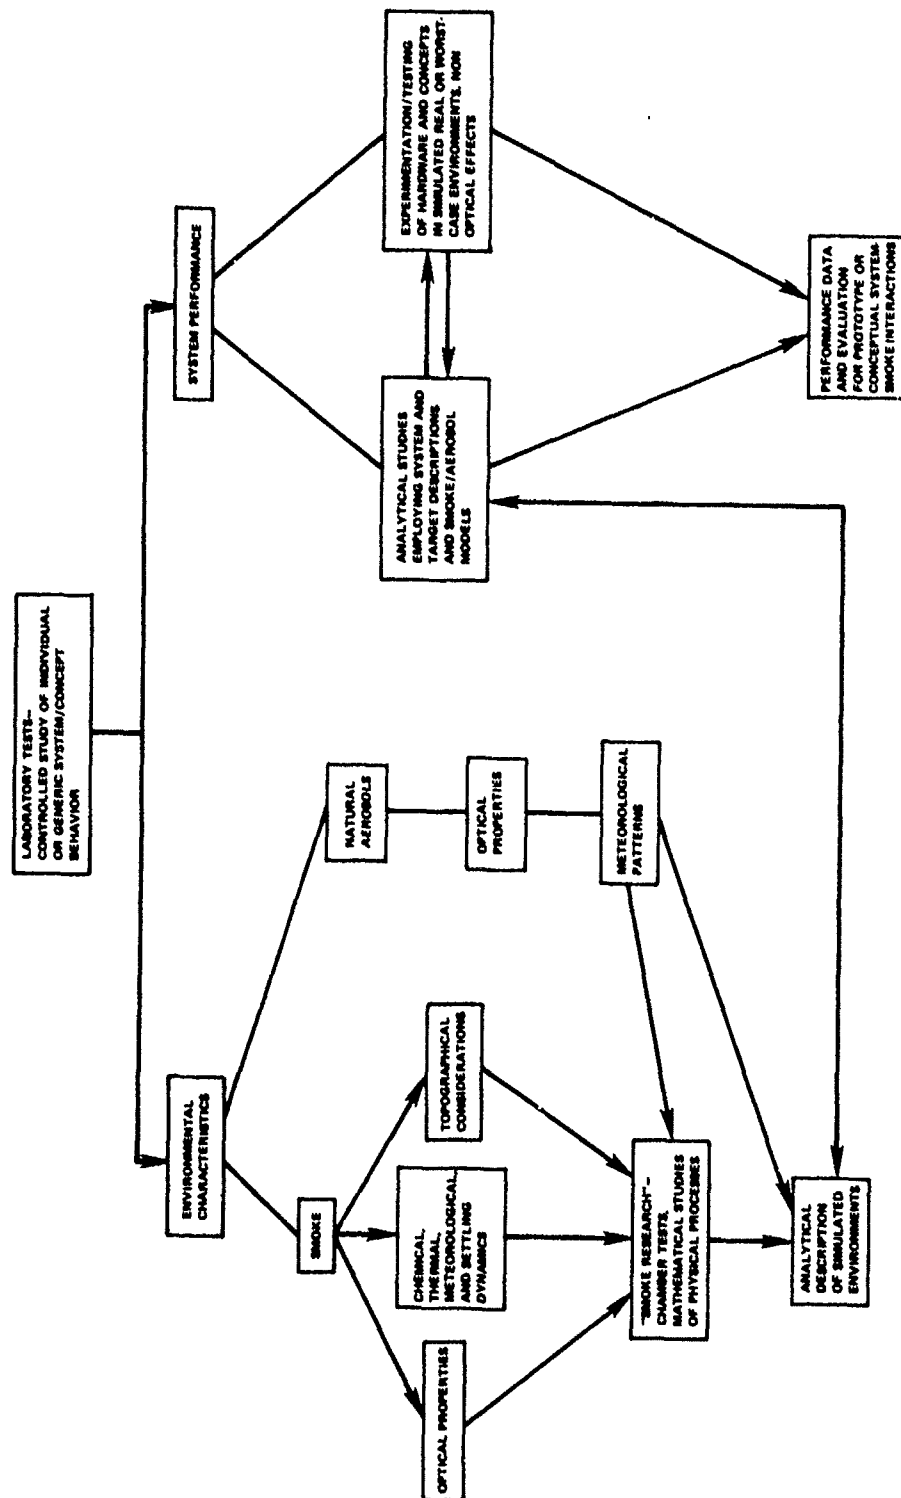 LABORATORY TESTS—
CONTROLLED STUDY OF INDIVIDUAL
OR GENERIC SYSTEM/CONCEPT
BEHAVIOR
ENVIRONMENTAL
CHARACTERISTICS
SYSTEM PERFORMANCE
SMOKE
NATURAL
AEROSOLS
OPTICAL PROPERTIES
CHEMICAL,
THERMAL,
METEOROLOGICAL,
AND SETTLING
DYNAMICS
TOPOGRAPHICAL
CONSIDERATIONS
OPTICAL
PROPERTIES
METEOROLOGICAL
PATTERNS
ANALYTICAL STUDIES
EMPLOYING SYSTEM AND
TARGET DESCRIPTIONS
AND SMOKE/AEROSOL
MODELS
EXPERIMENTATION/TESTING
OF HARDWARE AND CONCEPTS
IN SIMULATED REAL OR WORST-
CASE ENVIRONMENTS, NON
OPTICAL EFFECTS
"SMOKE RESEARCH"—
CHAMBER TESTS,
MATHEMATICAL STUDIES
OF PHYSICAL PROCESSES
ANALYTICAL
DESCRIPTION
OF SIMULATED
ENVIRONMENTS
PERFORMANCE DATA
AND EVALUATION
FOR PROTOTYPE OR
CONCEPTUAL SYSTEM-
SMOKE INTERACTIONS